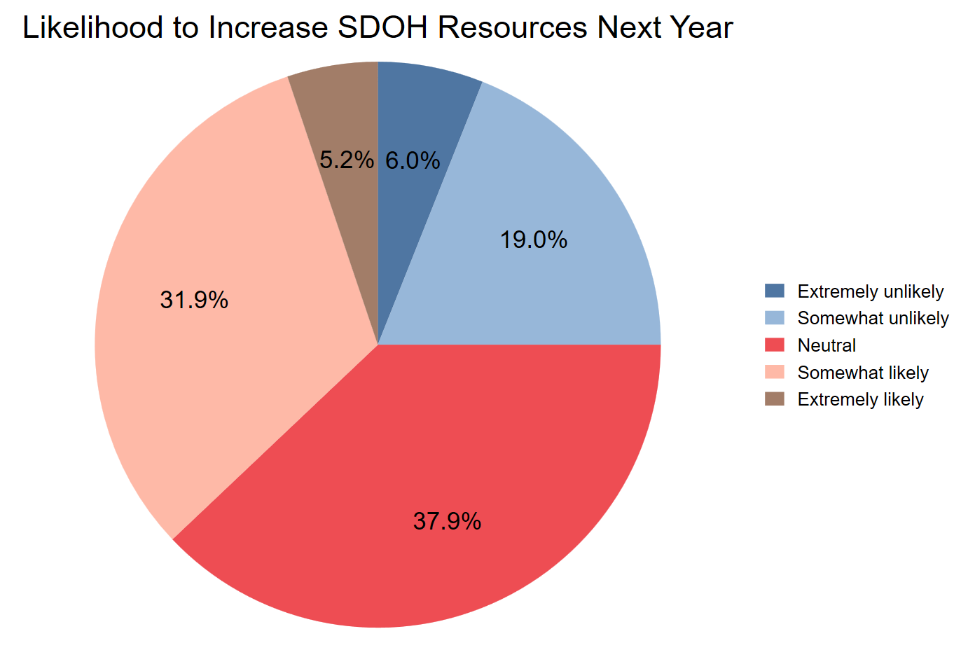 Likelihood to Increase SDOH Resources Next Year
5.2%
6.0%
19.0%
31.9%
37.9%
Extremely unlikely
Somewhat unlikely
Neutral
Somewhat likely
Extremely likely